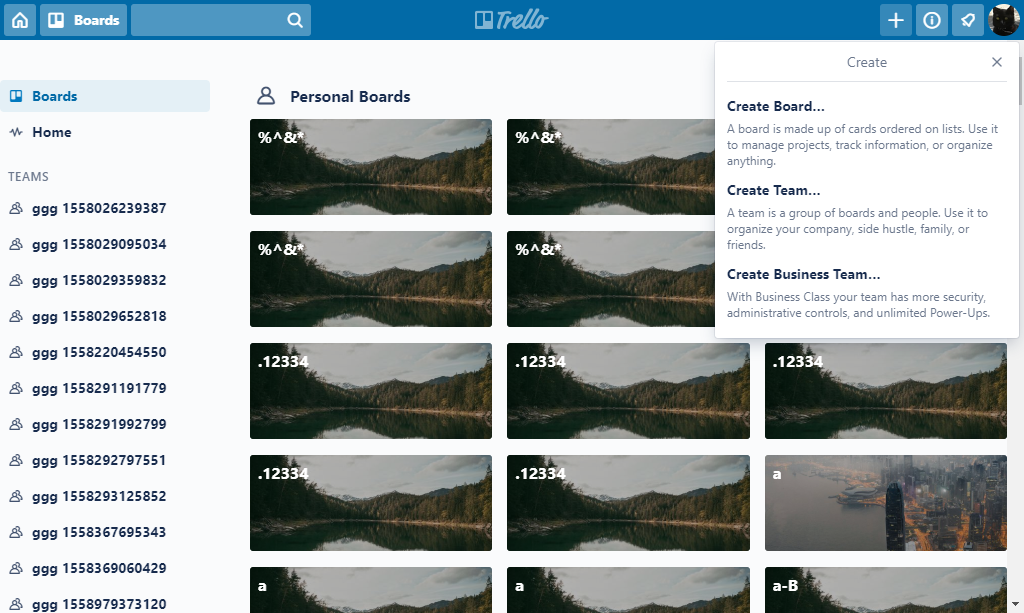 Boards
Trello
Create
Create Board...
A board is made up of cards ordered on lists. Use it
to manage projects, track information, or organize
anything.
Create Team...
A team is a group of boards and people. Use it to
organize your company, side hustle, family, or
friends.
Create Business Team...
With Business Class your team has more security,
administrative controls, and unlimited Power-Ups.
Boards
Home
TEAMS
ggg 1558026239387
ggg 1558029095034
ggg 1558029359832
ggg 1558029652818
ggg 1558220454550
ggg 1558291191779
ggg 1558291992799
ggg 1558292797551
ggg 1558293125852
ggg 1558367695343
ggg 1558369060429
ggg 1558979373120
Personal Boards
%^&* %^&*
%^&* %^&*
.12334 .12334 .12334
.12334 .12334 a
a a a-B